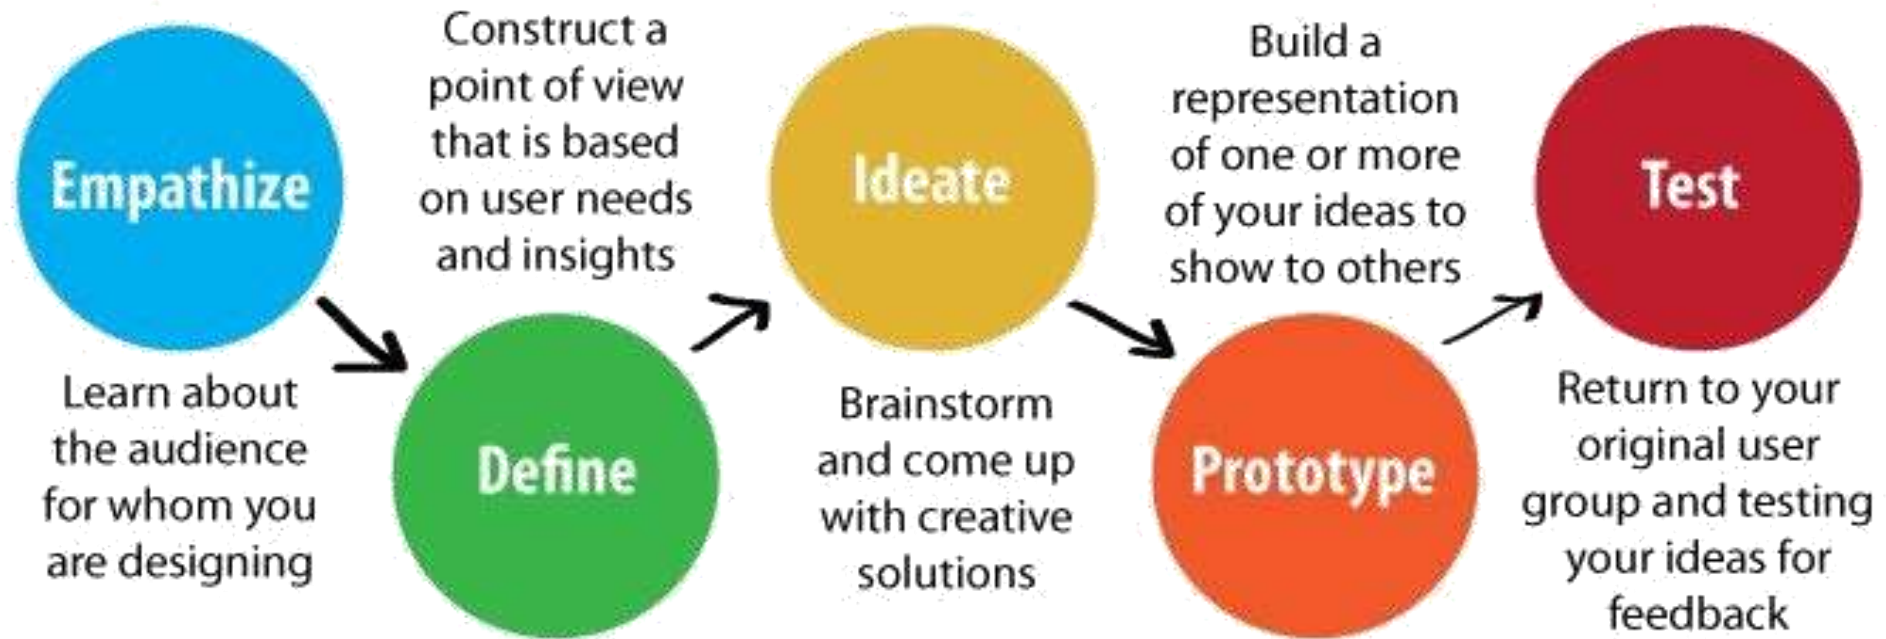 Empathize
Learn about
the audience
for whom you
are designing
Construct a
point of view
that is based
on user needs
and insights
Define
Ideate
Brainstorm
and come up
with creative
solutions
Build a
representation
of one or more
of your ideas to
show to others
Prototype
Test
Return to your
original user
group and testing
your ideas for
feedback